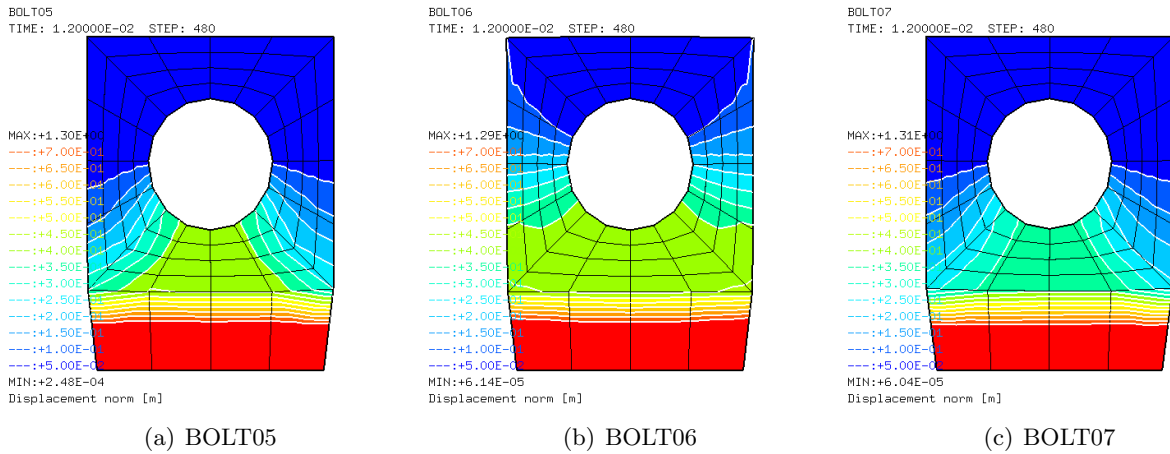 BOLT05
TIME: 1.20000E-02 STEP: 480
MAX:+1.30E+00
---:+7.00E-01
---:+6.50E-01
---:+6.00E-01
---:+5.50E-01
---:+5.00E-01
---:+4.50E-01
---:+4.00E-01
---:+3.50E-01
---:+3.00E-01
---:+2.50E-01
---:+2.00E-01
---:+1.50E-01
---:+1.00E-01
---:+5.00E-02
MIN:+2.48E-04
Displacement norm [m]
(a) BOLT05
BOLT06
TIME: 1.20000E-02 STEP: 480
MAX:+1.29E+00
---:+7.00E-01
---:+6.50E-01
---:+6.00E-01
---:+5.50E-01
---:+5.00E-01
---:+4.50E-01
---:+4.00E-01
---:+3.50E-01
---:+3.00E-01
---:+2.50E-01
---:+2.00E-01
---:+1.50E-01
---:+1.00E-01
---:+5.00E-02
MIN:+6.14E-05
Displacement norm [m]
(b) BOLT06
BOLT07
TIME: 1.20000E-02 STEP: 480
MAX:+1.31E+00
---:+7.00E-01
---:+6.50E-01
---:+6.00E-01
---:+5.50E-01
---:+5.00E-01
---:+4.50E-01
---:+4.00E-01
---:+3.50E-01
---:+3.00E-01
---:+2.50E-01
---:+2.00E-01
---:+1.50E-01
---:+1.00E-01
---:+5.00E-02
MIN:+6.04E-05
Displacement norm [m]
(c) BOLT07